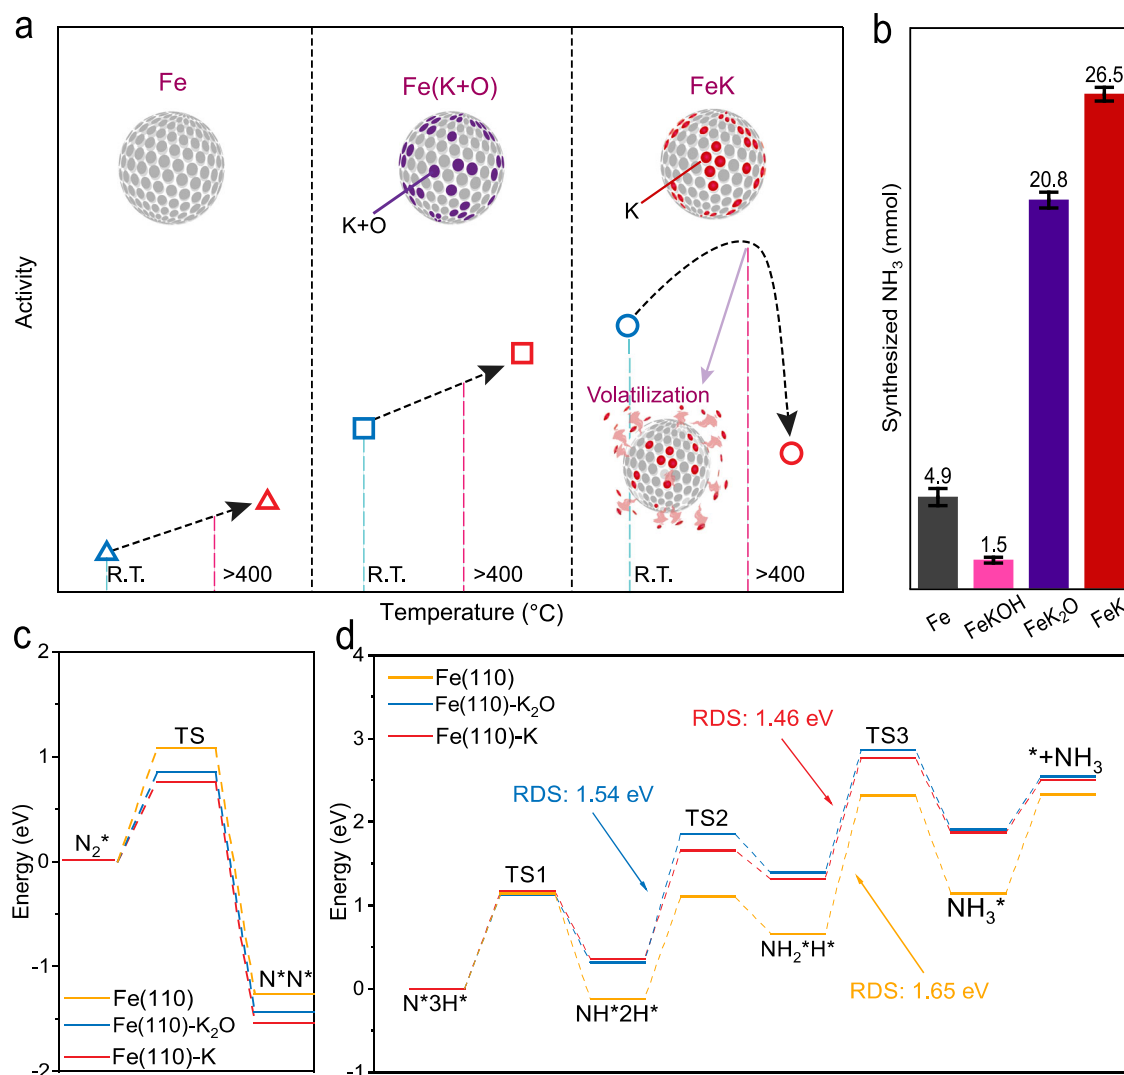 a
Fe
Fe(K+O)
FeK
K+O
K
Volatilization
Activity
R.T.
>400
R.T.
>400
R.T.
>400
Temperature (°C)
b
Synthesized NH₃ (mmol)
4.9
1.5
20.8
26.5
Fe
FeKOH
FeK₂O
FeK
c
Energy (eV)
2
1
0
-1
-2
TS
N₂*
N*N*
Fe(110)
Fe(110)-K₂O
Fe(110)-K
d
Energy (eV)
4
3
2
1
0
-1
Fe(110)
Fe(110)-K₂O
Fe(110)-K
RDS: 1.46 eV
RDS: 1.54 eV
RDS: 1.65 eV
N*3H*
TS1
NH*2H*
TS2
NH₂*H*
TS3
NH₃*
*+NH₃